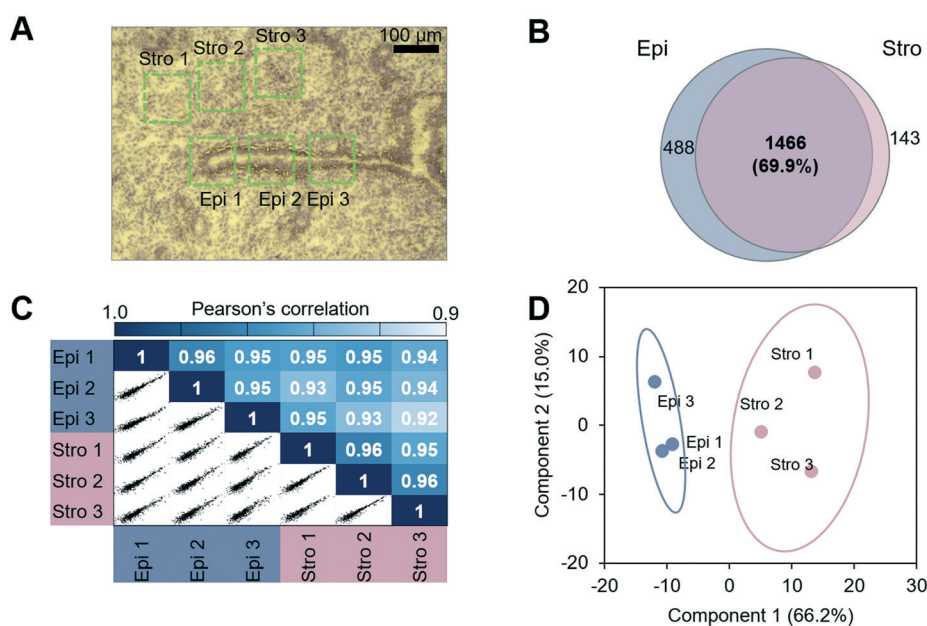 A
Stro 1
Stro 2
Stro 3
100 µm
Epi 1
Epi 2
Epi 3
B
Epi
Stro
488
1466
(69.9%)
143
C
Pearson's correlation
1.0
0.9
Epi 1
1
0.96
0.95
0.95
0.95
0.94
Epi 2
1
0.95
0.93
0.95
0.94
Epi 3
1
0.95
0.93
0.92
Stro 1
1
0.96
0.95
Stro 2
1
0.96
Stro 3
1
Epi 1
Epi 2
Epi 3
Stro 1
Stro 2
Stro 3
D
Component 2 (15.0%)
20
10
0
-10
-20
Stro 1
Epi 3
Stro 2
Epi 1
Epi 2
Stro 3
-20
-10
0
10
20
30
Component 1 (66.2%)